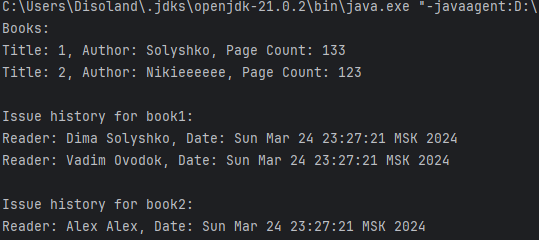 C:\Users\Disoland\.jdks\openjdk-21.0.2\bin\java.exe "-javaagent:D:\
Books:
Title: 1, Author: Solyshko, Page Count: 133
Title: 2, Author: Nikieeeeee, Page Count: 123
Issue history for book1:
Reader: Dima Solyshko, Date: Sun Mar 24 23:27:21 MSK 2024
Reader: Vadim Ovodok, Date: Sun Mar 24 23:27:21 MSK 2024
Issue history for book2:
Reader: Alex Alex, Date: Sun Mar 24 23:27:21 MSK 2024